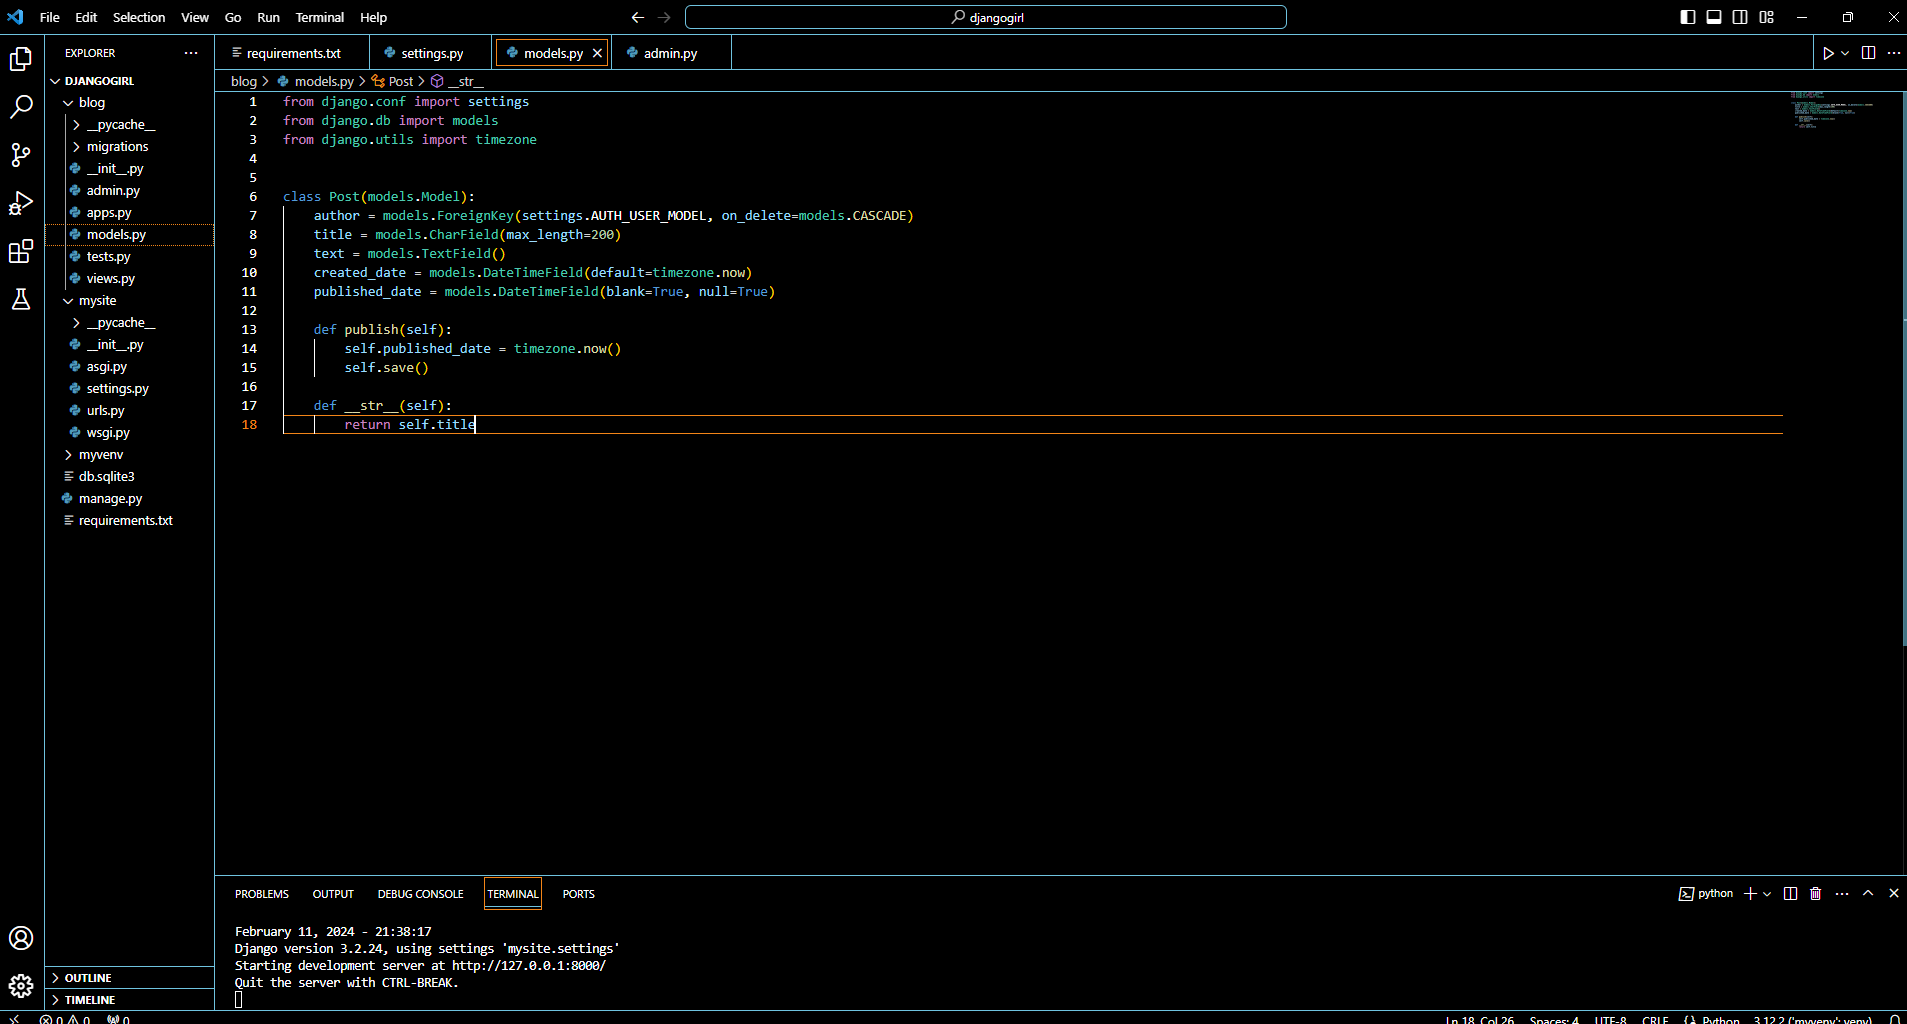 File Edit Selection View Go Run Terminal Help
djangogirl
EXPLORER
DJANGOGIRL
blog
__pycache__
migrations
__init__.py
admin.py
apps.py
models.py
tests.py
views.py
mysite
__pycache__
__init__.py
asgi.py
settings.py
urls.py
wsgi.py
myvenv
db.sqlite3
manage.py
requirements.txt
OUTLINE
TIMELINE
requirements.txt settings.py models.py admin.py
blog > models.py > Post > __str__
1 from django.conf import settings
2 from django.db import models
3 from django.utils import timezone
4
5
6 class Post(models.Model):
7 author = models.ForeignKey(settings.AUTH_USER_MODEL, on_delete=models.CASCADE)
8 title = models.CharField(max_length=200)
9 text = models.TextField()
10 created_date = models.DateTimeField(default=timezone.now)
11 published_date = models.DateTimeField(blank=True, null=True)
12
13 def publish(self):
14 self.published_date = timezone.now()
15 self.save()
16
17 def __str__(self):
18 return self.title
PROBLEMS OUTPUT DEBUG CONSOLE TERMINAL PORTS
python
February 11, 2024 - 21:38:17
Django version 3.2.24, using settings 'mysite.settings'
Starting development server at http://127.0.0.1:8000/
Quit the server with CTRL-BREAK.
0 0 0
Ln 18, Col 26 Spaces: 4 UTF-8 CRLF Python 3.12.2 ('myvenv': venv)